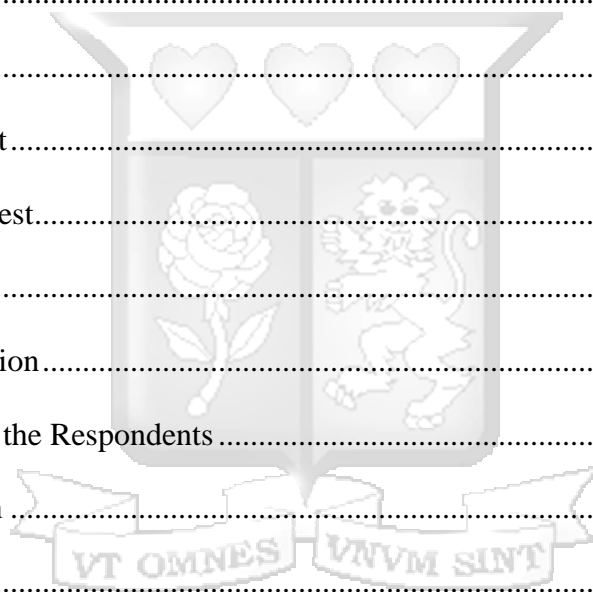 ................................................................
................................................................
t................................................................
est................................................................
................................................................
ion................................................................
the Respondents................................................................
n................................................................
VT OMNES VNVM SINT
................................................................